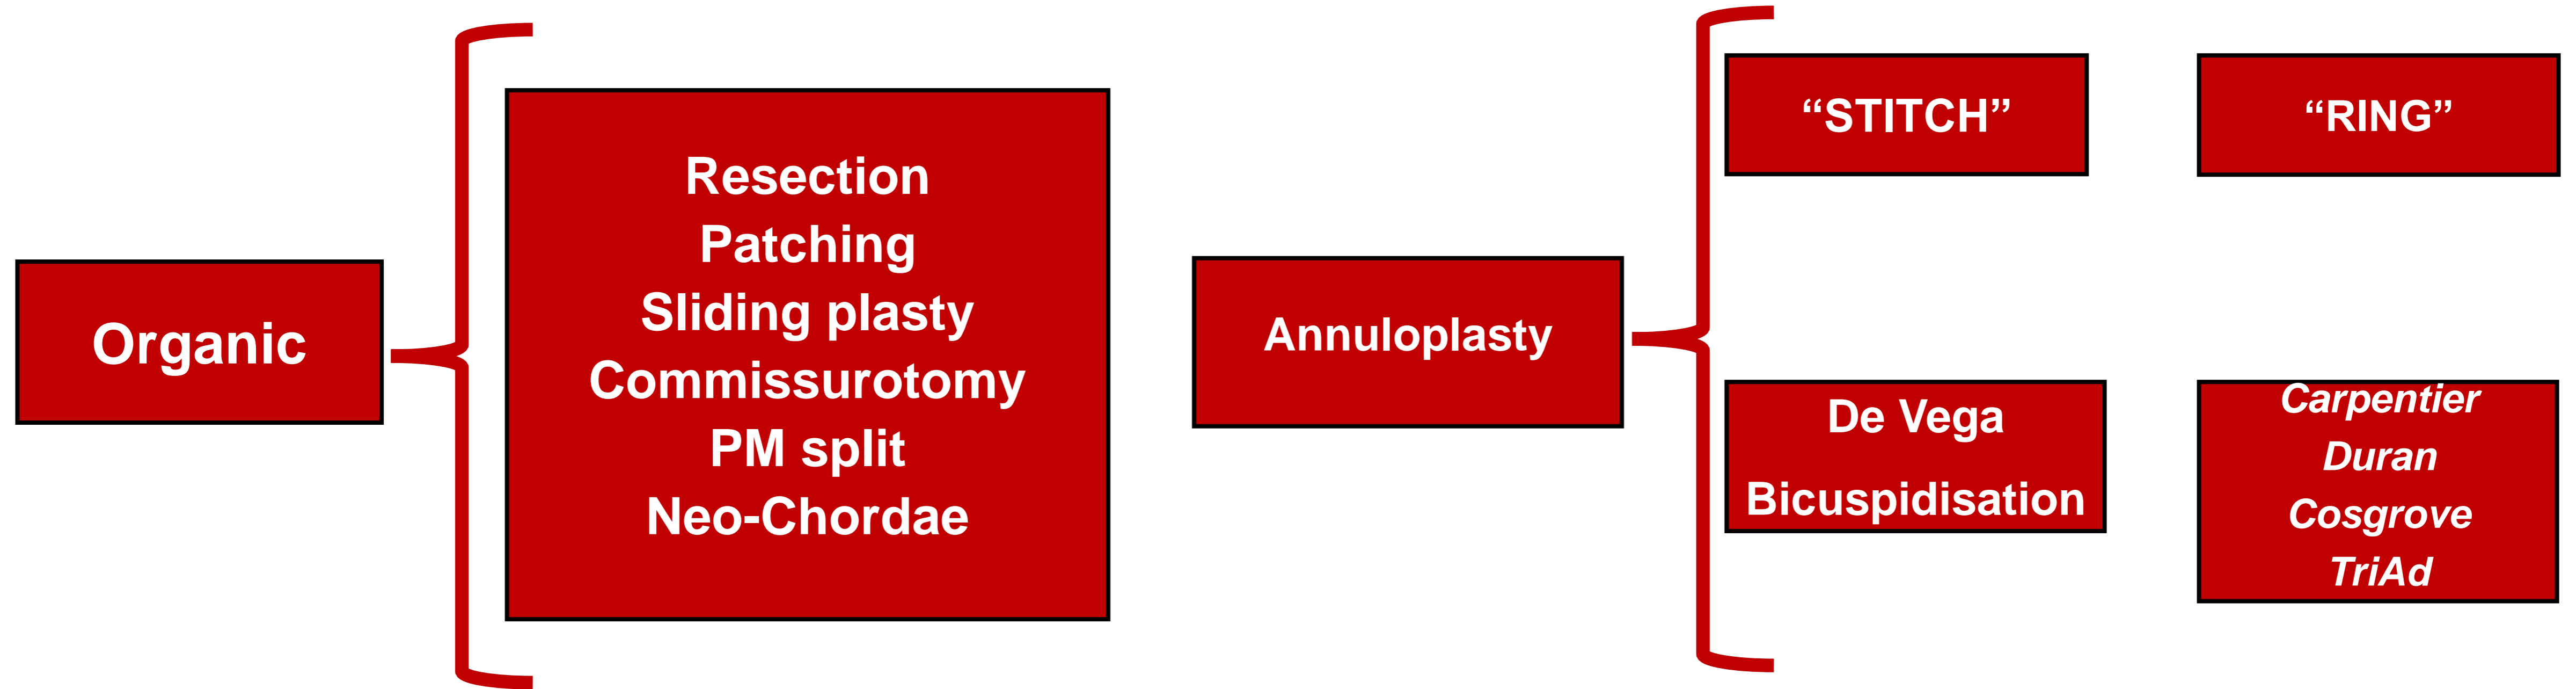 Organic
Resection
Patching
Sliding plasty
Commissurotomy
PM split
Neo-Chordae
Annuloplasty
“STITCH”
“RING”
De Vega
Bicuspidisation
Carpentier
Duran
Cosgrove
TriAd